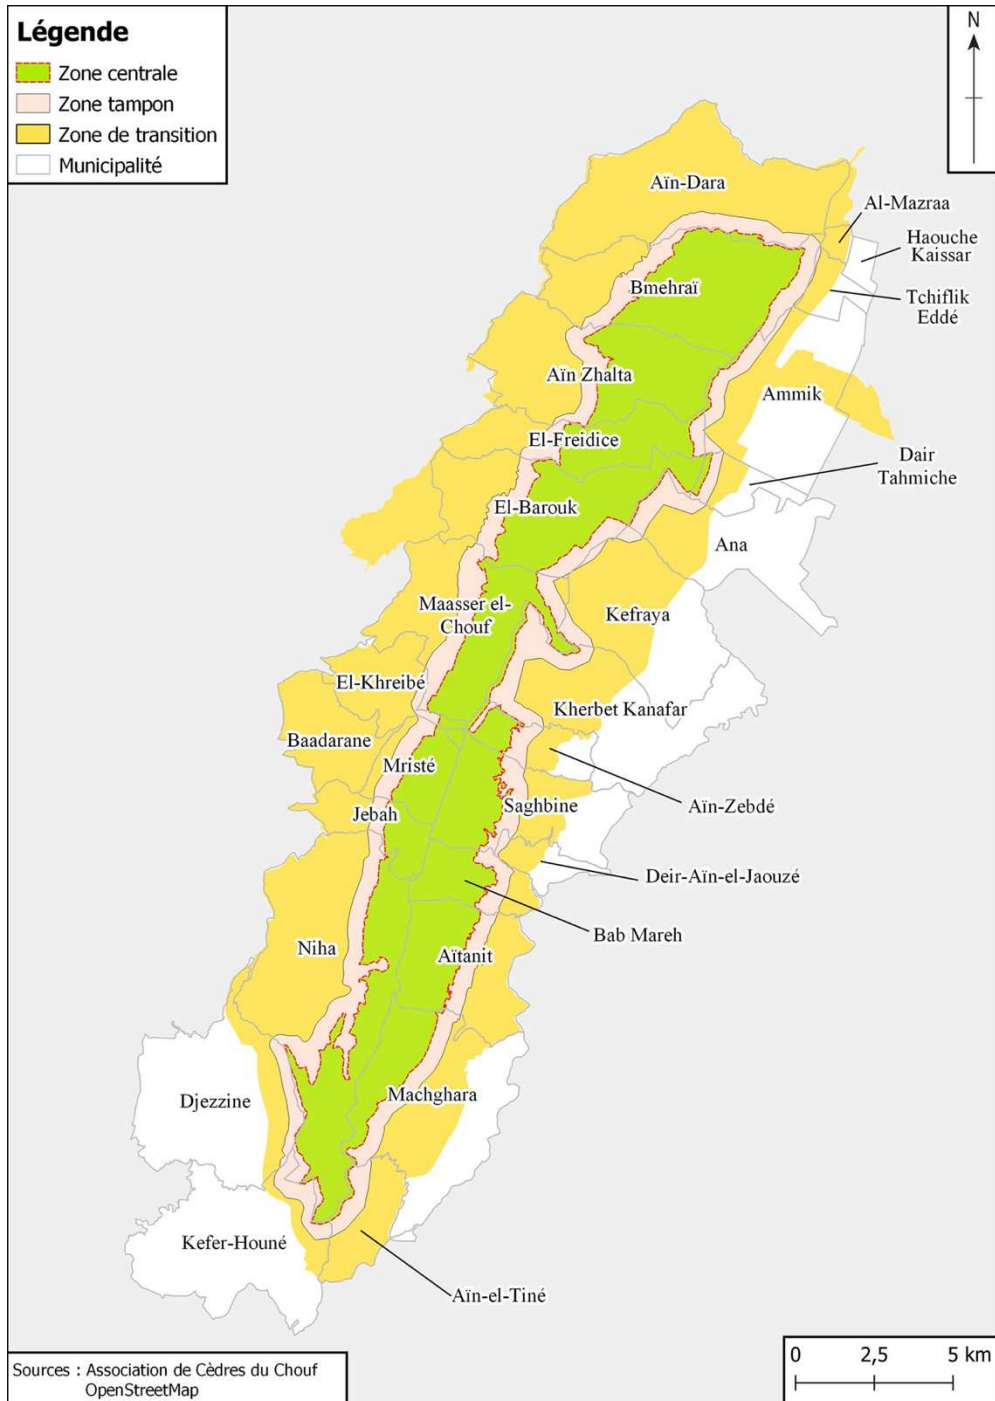 Légende
Zone centrale
Zone tampon
Zone de transition
Municipalité
N
Aïn-Dara
Al-Mazraa
Haouche
Kaissar
Bmehraï
Tchiflik
Eddé
Aïn Zhalta
Ammik
El-Freidice
Dair
Tahmiche
El-Barouk
Ana
Maasser el-
Chouf
Kefraya
El-Khreibé
Kherbet Kanafar
Baadarane
Mristé
Jebah
Saghbine
Aïn-Zebdé
Deir-Aïn-el-Jaouzé
Bab Mareh
Niha
Aïtanit
Djezzine
Machghara
Kefer-Houné
Aïn-el-Tiné
Sources : Association de Cèdres du Chouf
OpenStreetMap
0 2,5 5 km